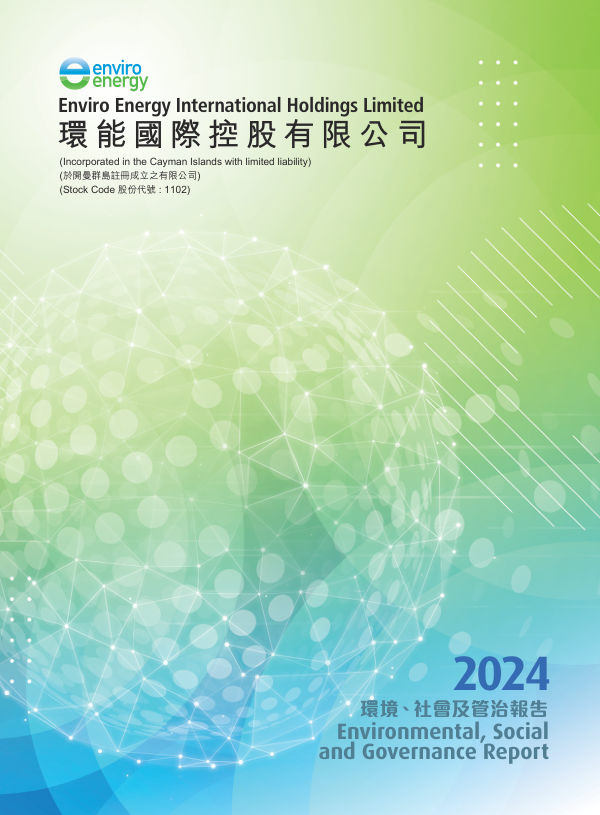 enviro
energy
Enviro Energy International Holdings Limited
環能國際控股有限公司
(Incorporated in the Cayman Islands with limited liability)
(於開曼群島註冊成立之有限公司)
(Stock Code 股份代號 : 1102)
2024
環境、社會及管治報告
Environmental, Social
and Governance Report